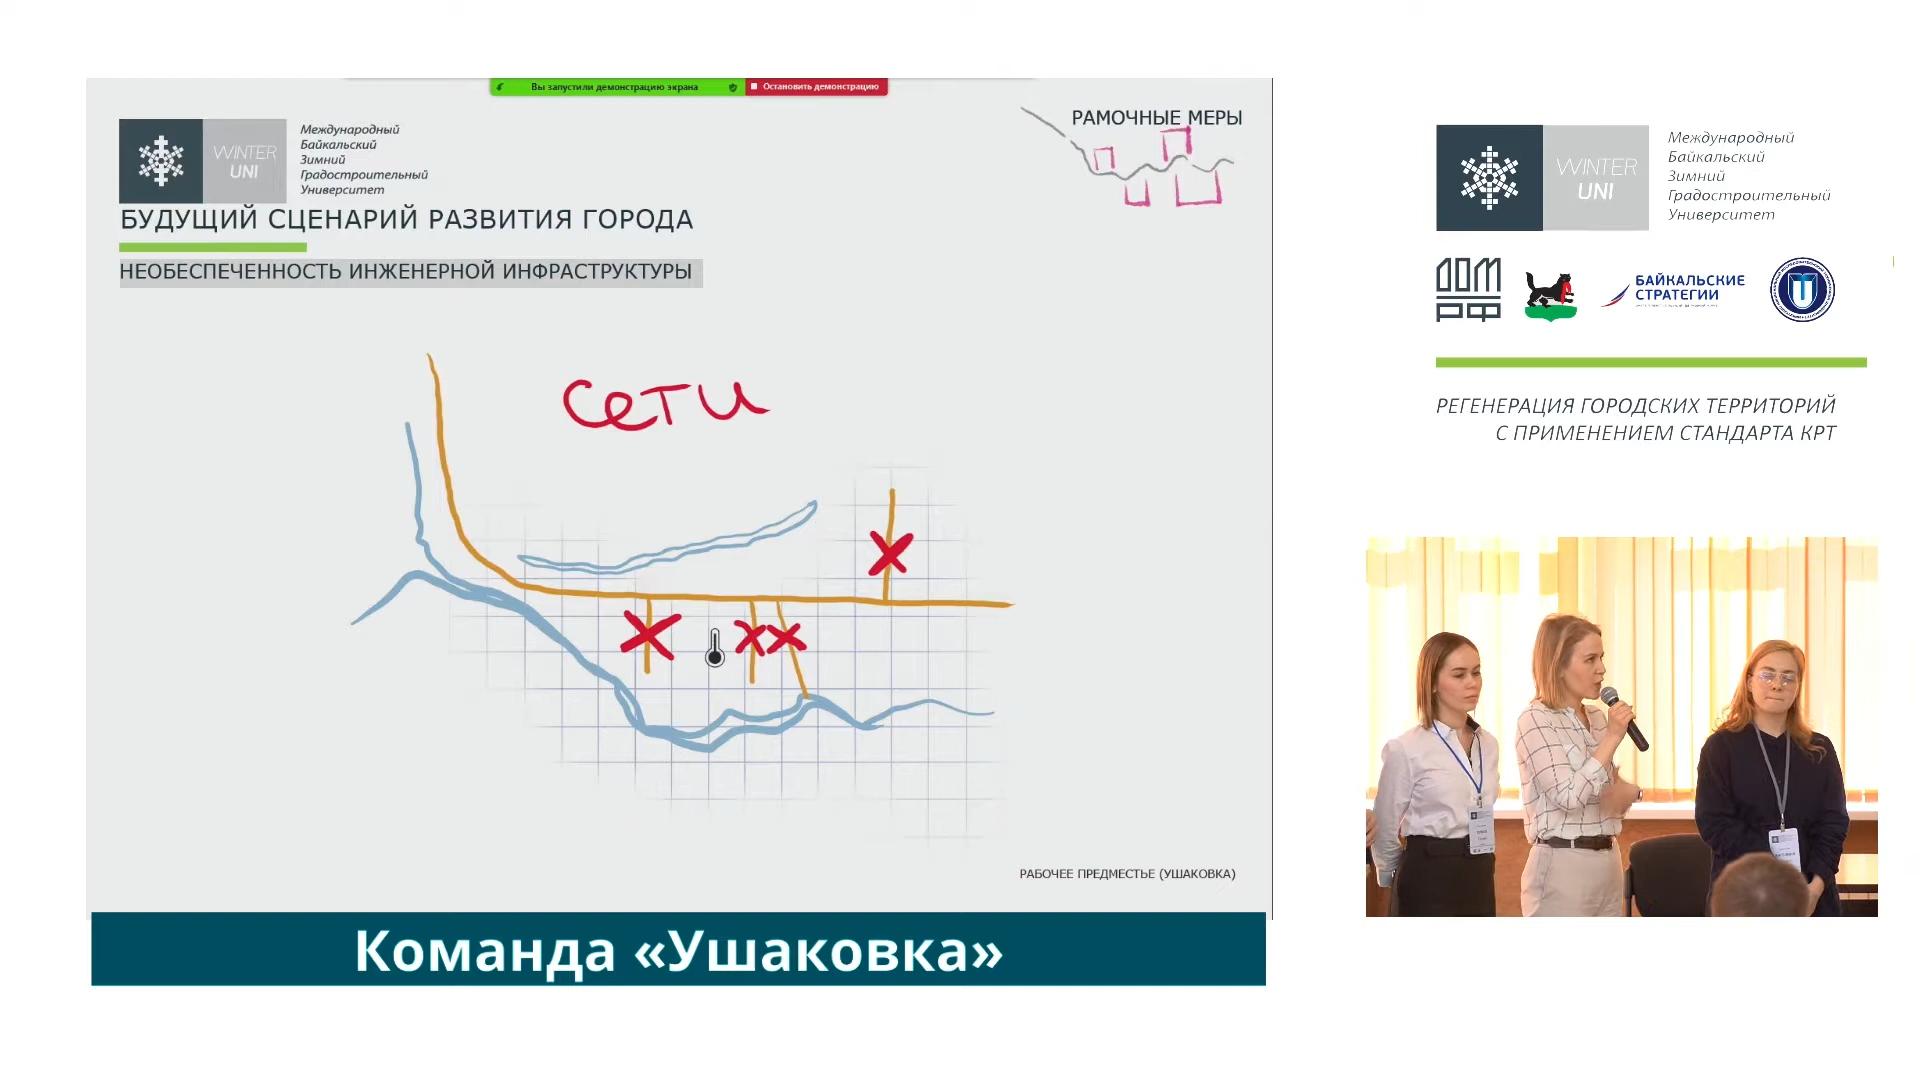 Вы запустили демонстрацию экрана
Остановить демонстрацию
WINTER
UNI
Международный
Байкальский
Зимний
Градостроительный
Университет
РАМОЧНЫЕ МЕРЫ
БУДУЩИЙ СЦЕНАРИЙ РАЗВИТИЯ ГОРОДА
НЕОБЕСПЕЧЕННОСТЬ ИНЖЕНЕРНОЙ ИНФРАСТРУКТУРЫ
сети
РАБОЧЕЕ ПРЕДМЕСТЬЕ (УШАКОВКА)
Команда «Ушаковка»
WINTER
UNI
Международный
Байкальский
Зимний
Градостроительный
Университет
ДОМ
РФ
БАЙКАЛЬСКИЕ
СТРАТЕГИИ
РЕГЕНЕРАЦИЯ ГОРОДСКИХ ТЕРРИТОРИЙ
С ПРИМЕНЕНИЕМ СТАНДАРТА КРТ